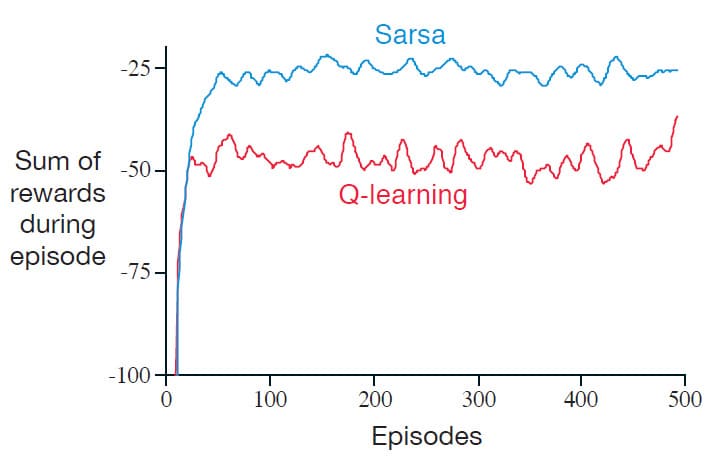 Sarsa
-25
Sum of
rewards
during
episode
-50
Q-learning
-75
-100
0 100 200 300 400 500
Episodes